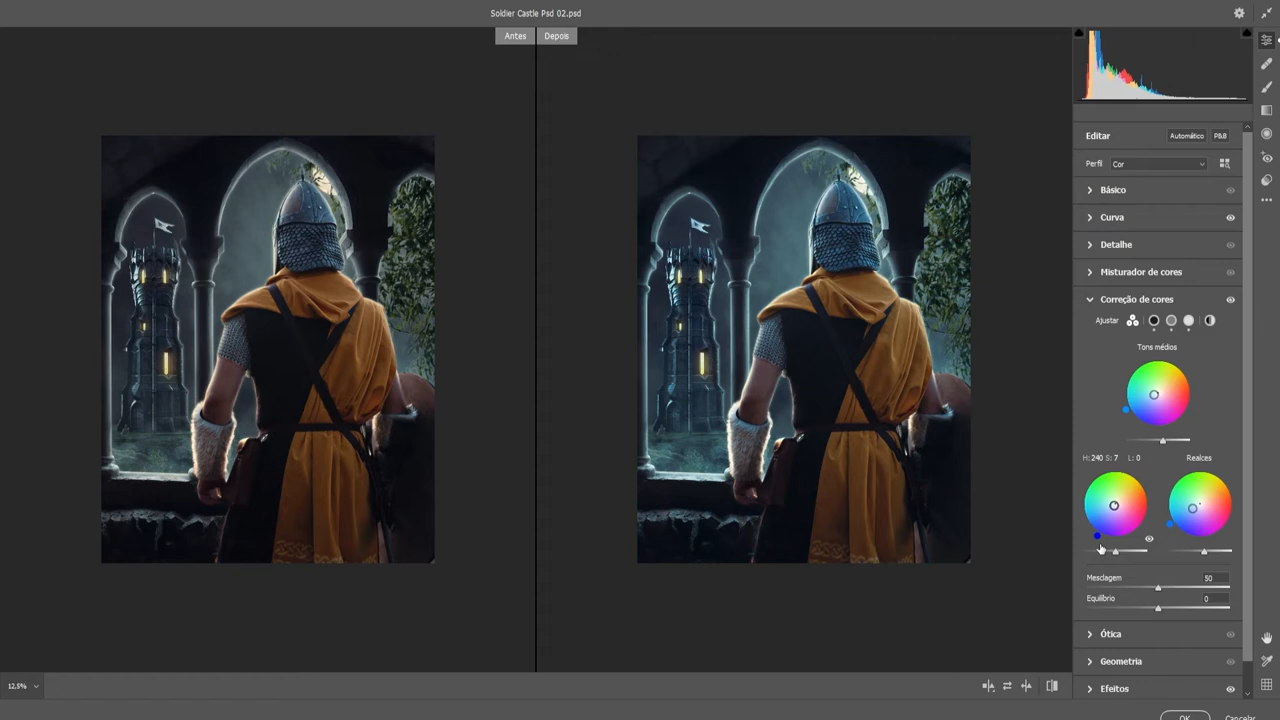 Soldier Castle Psd 02.psd
Antes
Depois
Editar
Automático
P&B
Perfil
Cor
Básico
Curva
Detalhe
Misturador de cores
Correção de cores
Ajustar
Tons médios
H: 240 S: 7 L: 0
Realces
Mesclagem
50
Equilíbrio
0
Ótica
Geometria
Efeitos
12,5%
OK
Cancelar